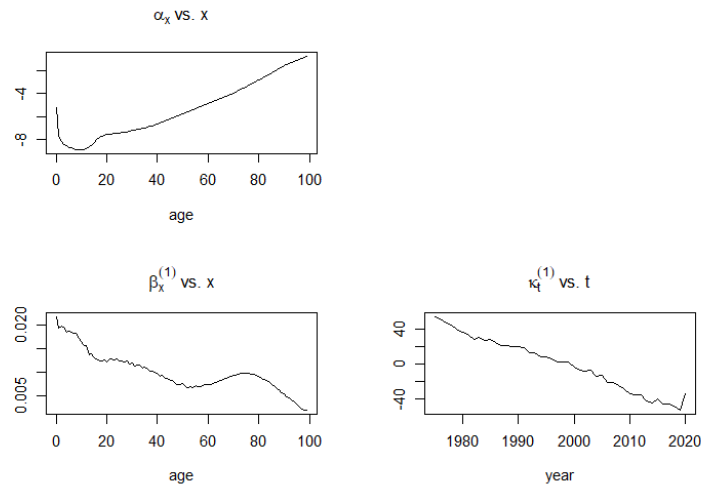 αₓ vs. x
-4
-8
0 20 40 60 80 100
age
βₓ⁽¹⁾ vs. x
0.020
0.005
0 20 40 60 80 100
age
κₜ⁽¹⁾ vs. t
40
0
-40
1980 1990 2000 2010 2020
year